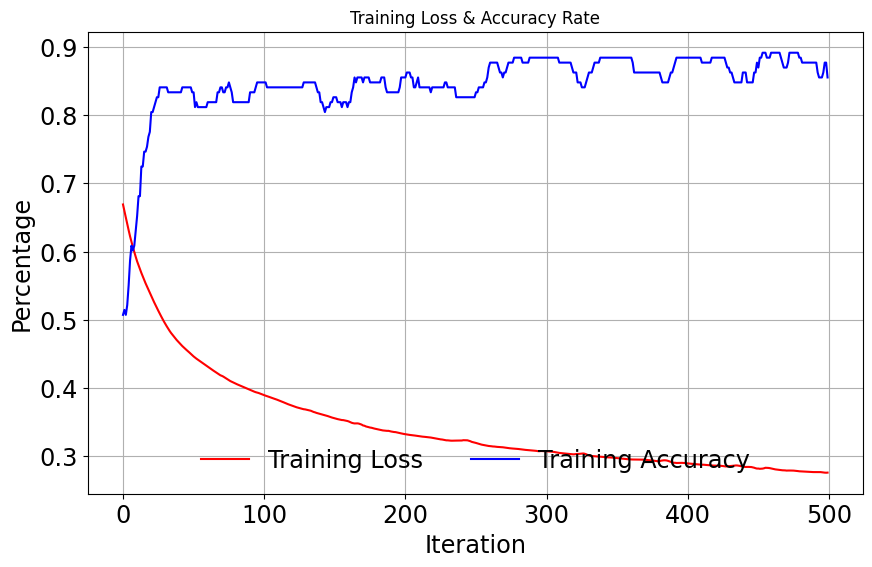 Training Loss & Accuracy Rate
Percentage
0.9
0.8
0.7
0.6
0.5
0.4
0.3
Training Loss
Training Accuracy
0
100
200
300
400
500
Iteration